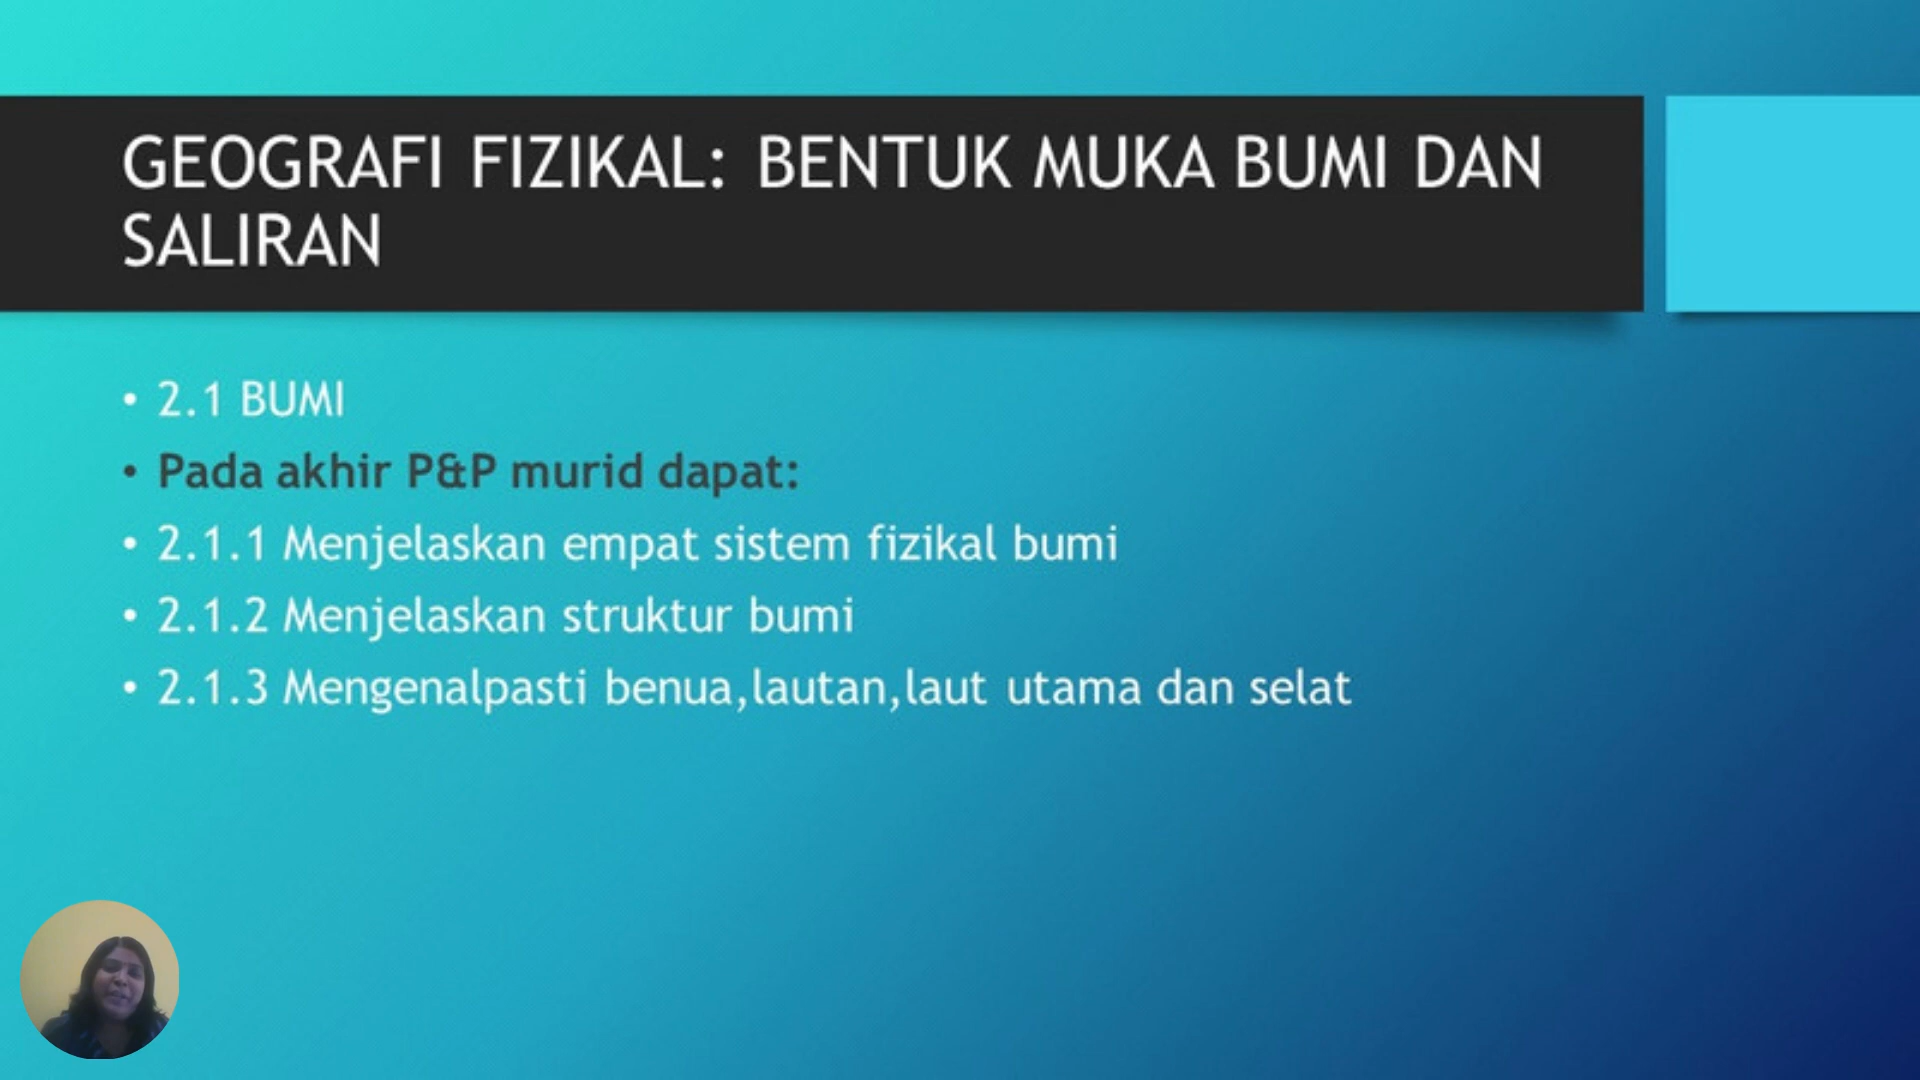 GEOGRAFI FIZIKAL: BENTUK MUKA BUMI DAN
SALIRAN
• 2.1 BUMI
• Pada akhir P&P murid dapat:
• 2.1.1 Menjelaskan empat sistem fizikal bumi
• 2.1.2 Menjelaskan struktur bumi
• 2.1.3 Mengenalpasti benua,lautan,laut utama dan selat